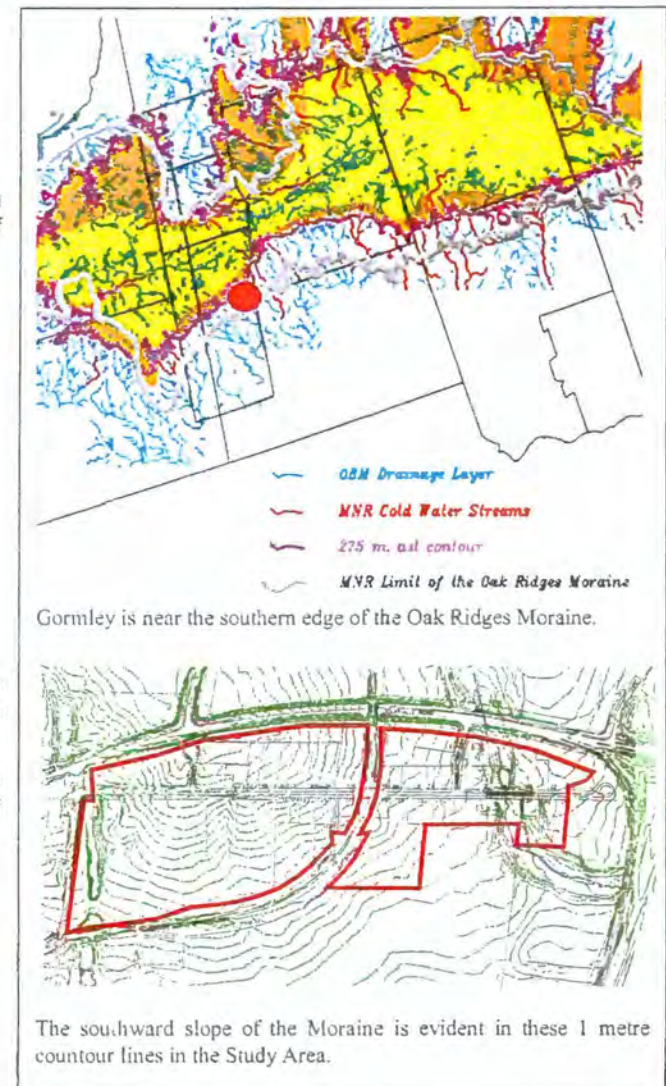 OBM Drainage Layer
MNR Cold Water Streams
275 m. asl contour
MNR Limit of the Oak Ridges Moraine
Gormley is near the southern edge of the Oak Ridges Moraine.
The southward slope of the Moraine is evident in these 1 metre
countour lines in the Study Area.